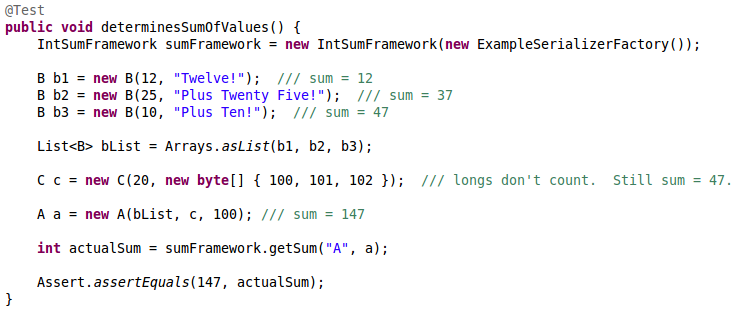 @Test
public void determinesSumOfValues() {
IntSumFramework sumFramework = new IntSumFramework(new ExampleSerializerFactory());
B b1 = new B(12, "Twelve!");  /// sum = 12
B b2 = new B(25, "Plus Twenty Five!");  /// sum = 37
B b3 = new B(10, "Plus Ten!");  /// sum = 47
List<B> bList = Arrays.asList(b1, b2, b3);
C c = new C(20, new byte[] { 100, 101, 102 });  /// longs don't count.  Still sum = 47.
A a = new A(bList, c, 100); /// sum = 147
int actualSum = sumFramework.getSum("A", a);
Assert.assertEquals(147, actualSum);
}